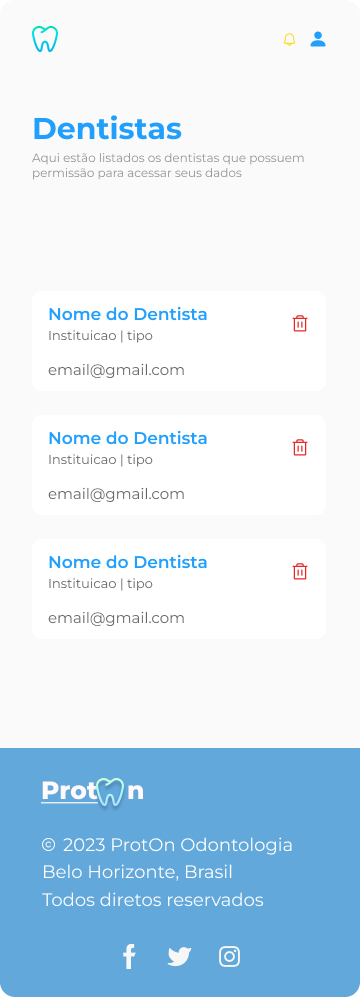 Dentistas
Aqui estão listados os dentistas que possuem
permissão para acessar seus dados
Nome do Dentista
Instituicao | tipo
email@gmail.com
Nome do Dentista
Instituicao | tipo
email@gmail.com
Nome do Dentista
Instituicao | tipo
email@gmail.com
ProtOn
© 2023 ProtOn Odontologia
Belo Horizonte, Brasil
Todos diretos reservados